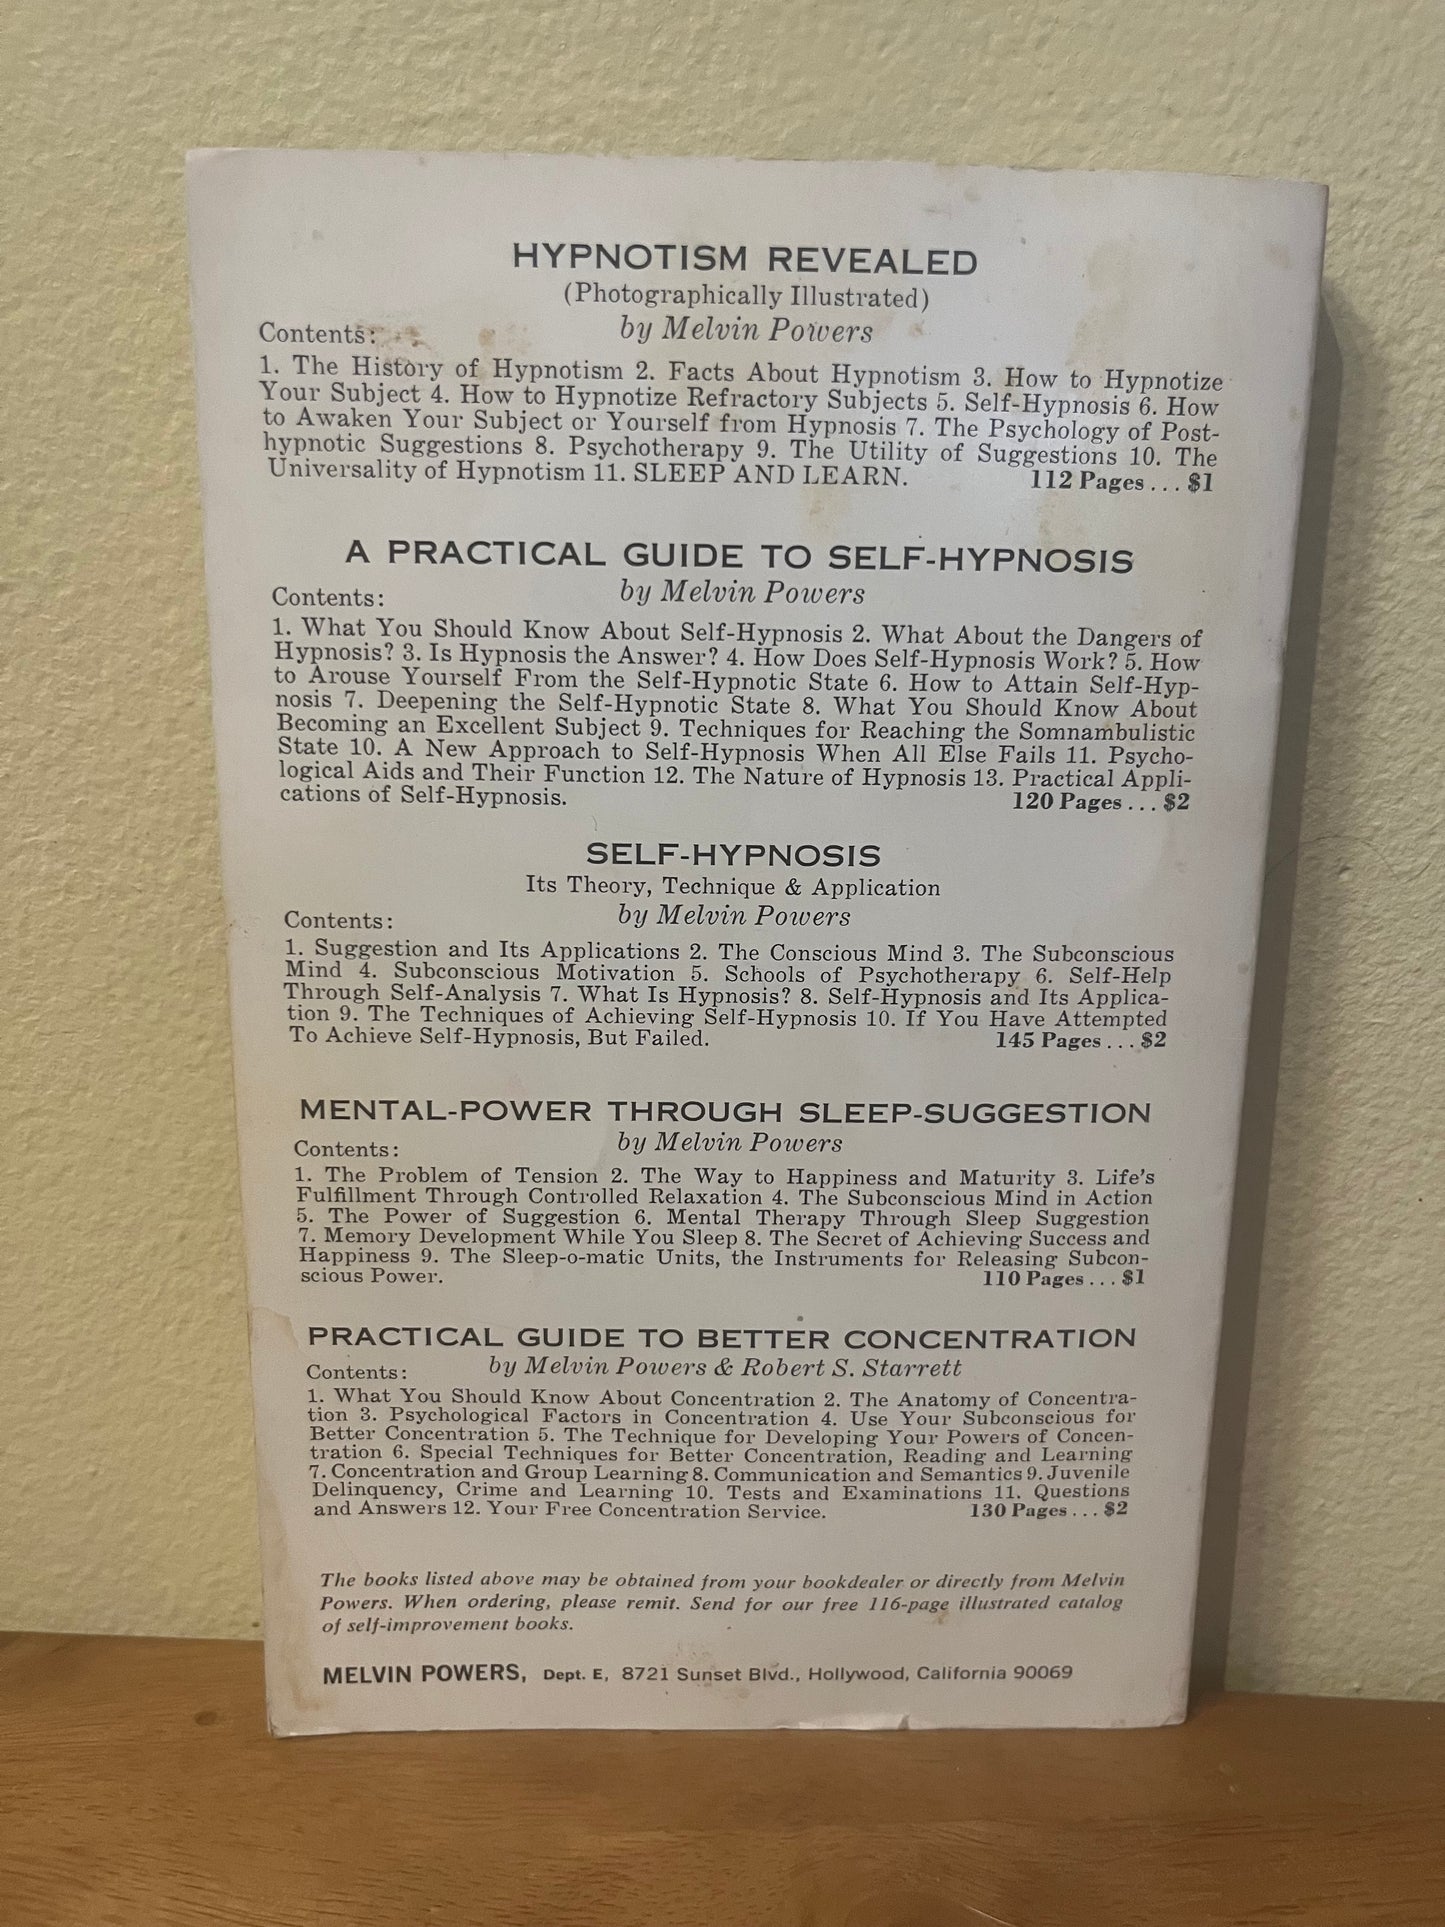 HYPNOTISM REVEALED
(Photographically Illustrated)
by Melvin Powers
Contents:
1. The History of Hypnotism 2. Facts About Hypnotism 3. How to Hypnotize
Your Subject 4. How to Hypnotize Refractory Subjects 5. Self-Hypnosis 6. How
to Awaken Your Subject or Yourself from Hypnosis 7. The Psychology of Post-
hypnotic Suggestions 8. Psychotherapy 9. The Utility of Suggestions 10. The
Universality of Hypnotism 11. SLEEP AND LEARN. 112 Pages . . . $1
A PRACTICAL GUIDE TO SELF-HYPNOSIS
by Melvin Powers
Contents:
1. What You Should Know About Self-Hypnosis 2. What About the Dangers of
Hypnosis? 3. Is Hypnosis the Answer? 4. How Does Self-Hypnosis Work? 5. How
to Arouse Yourself From the Self-Hypnotic State 6. How to Attain Self-Hyp-
nosis 7. Deepening the Self-Hypnotic State 8. What You Should Know About
Becoming an Excellent Subject 9. Techniques for Reaching the Somnambulistic
State 10. A New Approach to Self-Hypnosis When All Else Fails 11. Psycho-
logical Aids and Their Function 12. The Nature of Hypnosis 13. Practical Appli-
cations of Self-Hypnosis. 120 Pages . . . $2
SELF-HYPNOSIS
Its Theory, Technique & Application
by Melvin Powers
Contents:
1. Suggestion and Its Applications 2. The Conscious Mind 3. The Subconscious
Mind 4. Subconscious Motivation 5. Schools of Psychotherapy 6. Self-Help
Through Self-Analysis 7. What Is Hypnosis? 8. Self-Hypnosis and Its Applica-
tion 9. The Techniques of Achieving Self-Hypnosis 10. If You Have Attempted
To Achieve Self-Hypnosis, But Failed. 145 Pages . . . $2
MENTAL-POWER THROUGH SLEEP-SUGGESTION
by Melvin Powers
Contents:
1. The Problem of Tension 2. The Way to Happiness and Maturity 3. Life's
Fulfillment Through Controlled Relaxation 4. The Subconscious Mind in Action
5. The Power of Suggestion 6. Mental Therapy Through Sleep Suggestion
7. Memory Development While You Sleep 8. The Secret of Achieving Success and
Happiness 9. The Sleep-o-matic Units, the Instruments for Releasing Subcon-
scious Power. 110 Pages . . . $1
PRACTICAL GUIDE TO BETTER CONCENTRATION
by Melvin Powers & Robert S. Starrett
Contents:
1. What You Should Know About Concentration 2. The Anatomy of Concentra-
tion 3. Psychological Factors in Concentration 4. Use Your Subconscious for
Better Concentration 5. The Technique for Developing Your Powers of Concen-
tration 6. Special Techniques for Better Concentration, Reading and Learning
7. Concentration and Group Learning 8. Communication and Semantics 9. Juvenile
Delinquency, Crime and Learning 10. Tests and Examinations 11. Questions
and Answers 12. Your Free Concentration Service. 130 Pages . . . $2
The books listed above may be obtained from your bookdealer or directly from Melvin
Powers. When ordering, please remit. Send for our free 116-page illustrated catalog
of self-improvement books.
MELVIN POWERS, Dept. E, 8721 Sunset Blvd., Hollywood, California 90069